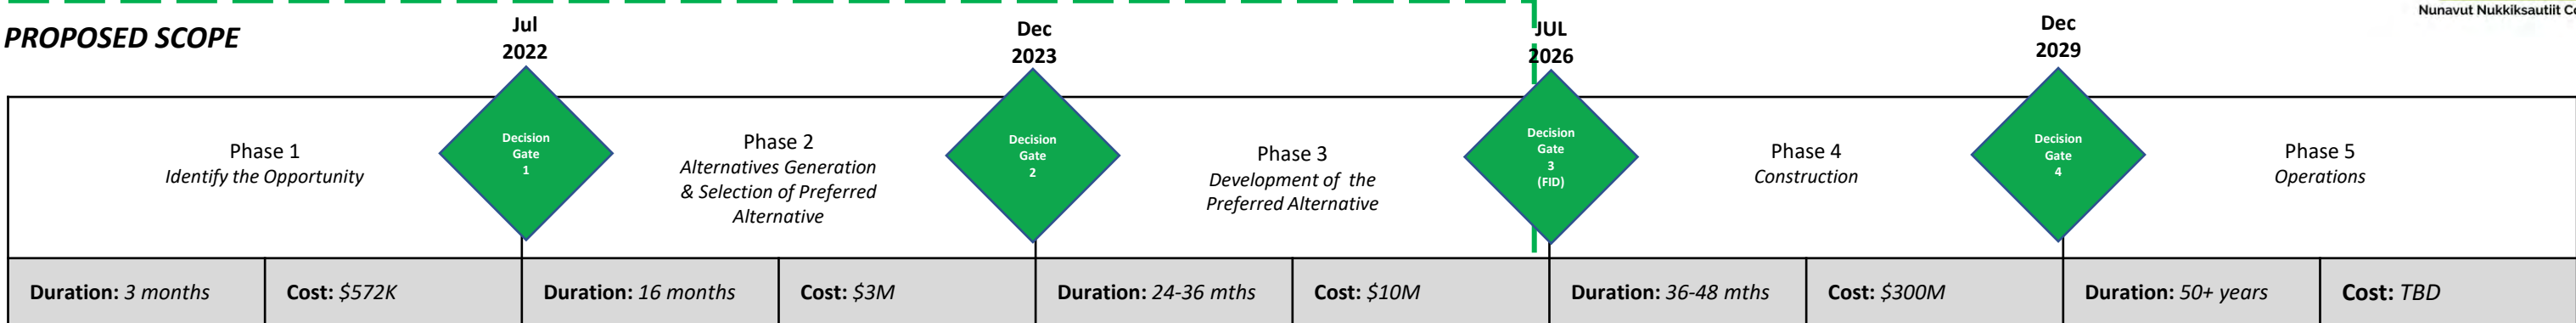 Nunavut Nukkiksautiit
PROPOSED SCOPE
Jul
2022
Dec
2023
JUL
2026
Dec
2029
Phase 1
Identify the Opportunity
Decision
Gate
1
Phase 2
Alternatives Generation
& Selection of Preferred
Alternative
Decision
Gate
2
Phase 3
Development of the
Preferred Alternative
Decision
Gate
3
(FID)
Phase 4
Construction
Decision
Gate
4
Phase 5
Operations
Duration: 3 months
Cost: $572K
Duration: 16 months
Cost: $3M
Duration: 24-36 mths
Cost: $10M
Duration: 36-48 mths
Cost: $300M
Duration: 50+ years
Cost: TBD